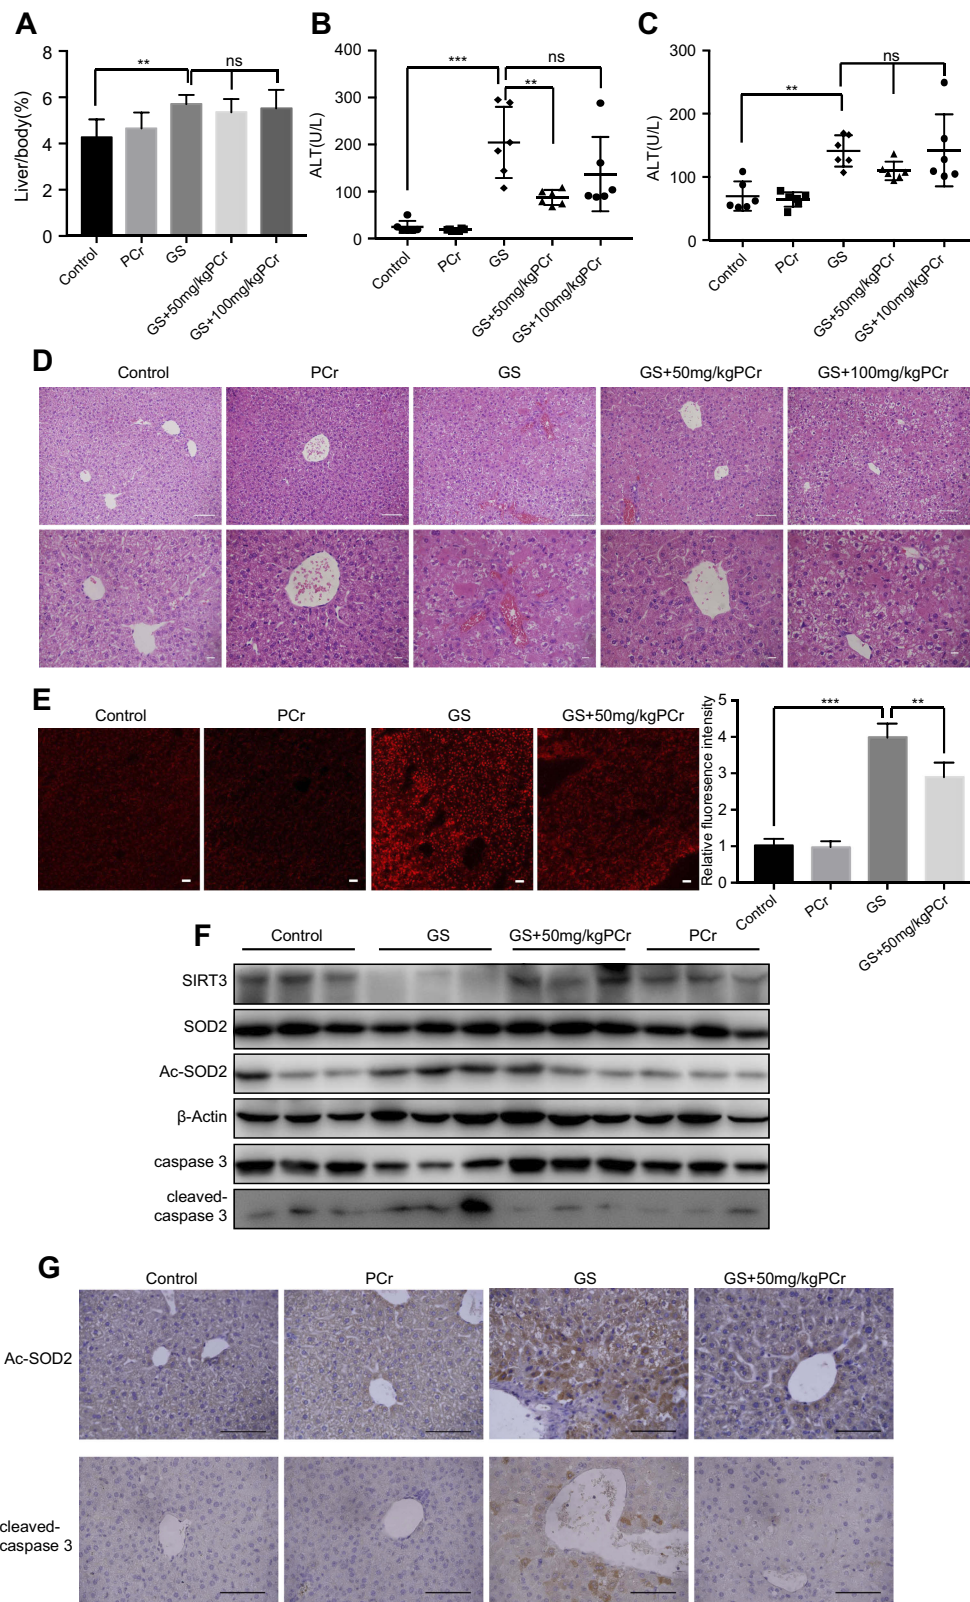 A
Liver/body(%)
8
6
4
2
0
**
ns
Control
PCr
GS
GS+50mg/kgPCr
GS+100mg/kgPCr
B
ALT(U/L)
400
300
200
100
0
***
**
ns
Control
PCr
GS
GS+50mg/kgPCr
GS+100mg/kgPCr
C
ALT(U/L)
300
200
100
0
**
ns
Control
PCr
GS
GS+50mg/kgPCr
GS+100mg/kgPCr
D
Control PCr GS GS+50mg/kgPCr GS+100mg/kgPCr
E
Control PCr GS GS+50mg/kgPCr
Relative fluoresence intensity
5
4
3
2
1
0
***
**
Control
PCr
GS
GS+50mg/kgPCr
F
Control GS GS+50mg/kgPCr PCr
SIRT3
SOD2
Ac-SOD2
β-Actin
caspase 3
cleaved-
caspase 3
G
Control PCr GS GS+50mg/kgPCr
Ac-SOD2
cleaved-
caspase 3